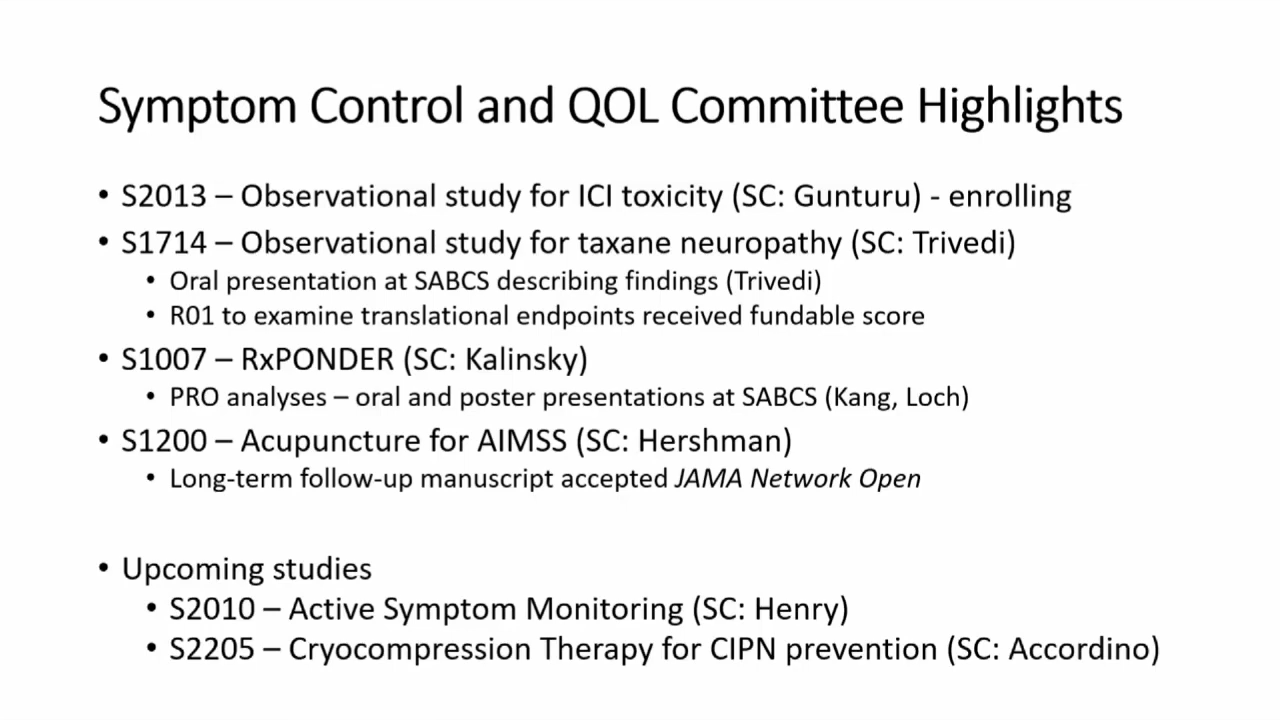 Symptom Control and QOL Committee Highlights
• S2013 – Observational study for ICI toxicity (SC: Gunturu) - enrolling
• S1714 – Observational study for taxane neuropathy (SC: Trivedi)
• Oral presentation at SABCS describing findings (Trivedi)
• R01 to examine translational endpoints received fundable score
• S1007 – RxPONDER (SC: Kalinsky)
• PRO analyses – oral and poster presentations at SABCS (Kang, Loch)
• S1200 – Acupuncture for AIMSS (SC: Hershman)
• Long-term follow-up manuscript accepted JAMA Network Open
• Upcoming studies
• S2010 – Active Symptom Monitoring (SC: Henry)
• S2205 – Cryocompression Therapy for CIPN prevention (SC: Accordino)